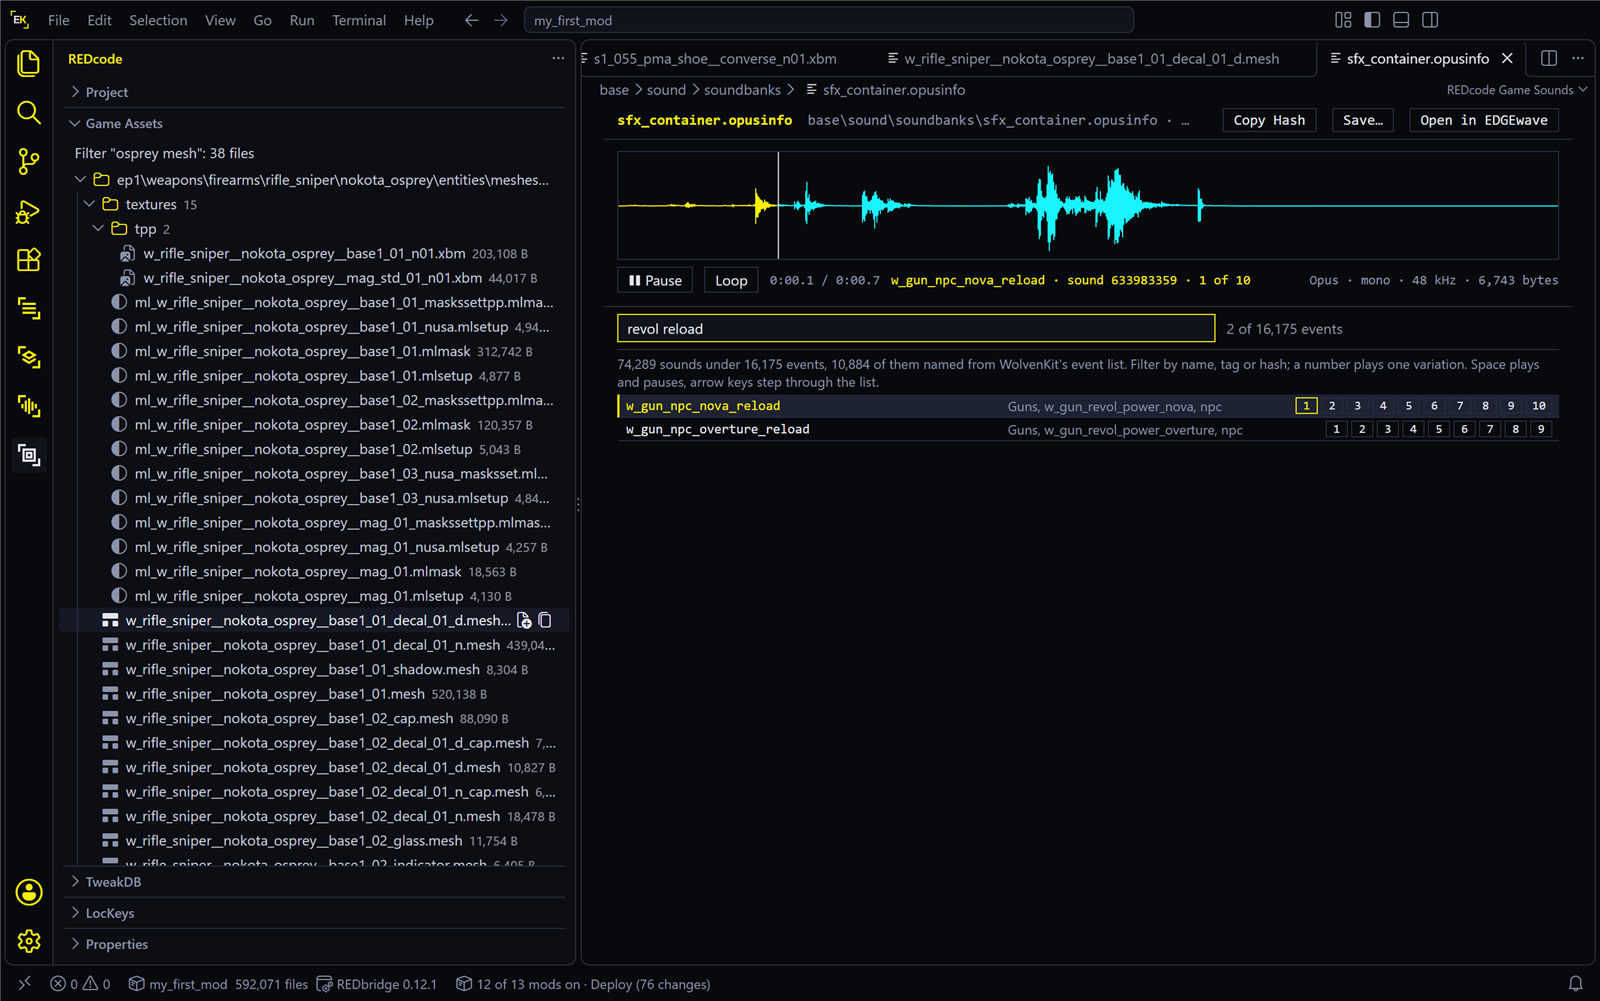 EK File Edit Selection View Go Run Terminal Help my_first_mod
REDcode
Project
Game Assets
Filter "osprey mesh": 38 files
ep1\weapons\firearms\rifle_sniper\nokota_osprey\entities\meshes...
textures 15
tpp 2
w_rifle_sniper__nokota_osprey__base1_01_n01.xbm 203,108 B
w_rifle_sniper__nokota_osprey__mag_std_01_n01.xbm 44,017 B
ml_w_rifle_sniper__nokota_osprey__base1_01_maskssettpp.mlma...
ml_w_rifle_sniper__nokota_osprey__base1_01_nusa.mlsetup 4,94...
ml_w_rifle_sniper__nokota_osprey__base1_01.mlmask 312,742 B
ml_w_rifle_sniper__nokota_osprey__base1_01.mlsetup 4,877 B
ml_w_rifle_sniper__nokota_osprey__base1_02_maskssettpp.mlma...
ml_w_rifle_sniper__nokota_osprey__base1_02.mlmask 120,357 B
ml_w_rifle_sniper__nokota_osprey__base1_02.mlsetup 5,043 B
ml_w_rifle_sniper__nokota_osprey__base1_03_nusa_masksset.ml...
ml_w_rifle_sniper__nokota_osprey__base1_03_nusa.mlsetup 4,84...
ml_w_rifle_sniper__nokota_osprey__mag_01_maskssettpp.mlmas...
ml_w_rifle_sniper__nokota_osprey__mag_01_nusa.mlsetup 4,257 B
ml_w_rifle_sniper__nokota_osprey__mag_01.mlmask 18,563 B
ml_w_rifle_sniper__nokota_osprey__mag_01.mlsetup 4,130 B
w_rifle_sniper__nokota_osprey__base1_01_decal_01_d.mesh...
w_rifle_sniper__nokota_osprey__base1_01_decal_01_n.mesh 439,04...
w_rifle_sniper__nokota_osprey__base1_01_shadow.mesh 8,304 B
w_rifle_sniper__nokota_osprey__base1_01.mesh 520,138 B
w_rifle_sniper__nokota_osprey__base1_02_cap.mesh 88,090 B
w_rifle_sniper__nokota_osprey__base1_02_decal_01_d_cap.mesh 7,...
w_rifle_sniper__nokota_osprey__base1_02_decal_01_d.mesh 10,827 B
w_rifle_sniper__nokota_osprey__base1_02_decal_01_n_cap.mesh 6,...
w_rifle_sniper__nokota_osprey__base1_02_decal_01_n.mesh 18,478 B
w_rifle_sniper__nokota_osprey__base1_02_glass.mesh 11,754 B
w_rifle_sniper__nokota_osprey__base1_02_indicator.mesh 6,405 B
TweakDB
LocKeys
Properties
s1_055_pma_shoe__converse_n01.xbm w_rifle_sniper__nokota_osprey__base1_01_decal_01_d.mesh sfx_container.opusinfo
base > sound > soundbanks > sfx_container.opusinfo REDcode Game Sounds
sfx_container.opusinfo base\sound\soundbanks\sfx_container.opusinfo · … Copy Hash Save… Open in EDGEwave
Pause Loop 0:00.1 / 0:00.7 w_gun_npc_nova_reload · sound 633983359 · 1 of 10 Opus · mono · 48 kHz · 6,743 bytes
revol reload 2 of 16,175 events
74,289 sounds under 16,175 events, 10,884 of them named from WolvenKit's event list. Filter by name, tag or hash; a number plays one variation. Space plays
and pauses, arrow keys step through the list.
w_gun_npc_nova_reload Guns, w_gun_revol_power_nova, npc 1 2 3 4 5 6 7 8 9 10
w_gun_npc_overture_reload Guns, w_gun_revol_power_overture, npc 1 2 3 4 5 6 7 8 9
0 0 my_first_mod 592,071 files REDbridge 0.12.1 12 of 13 mods on · Deploy (76 changes)